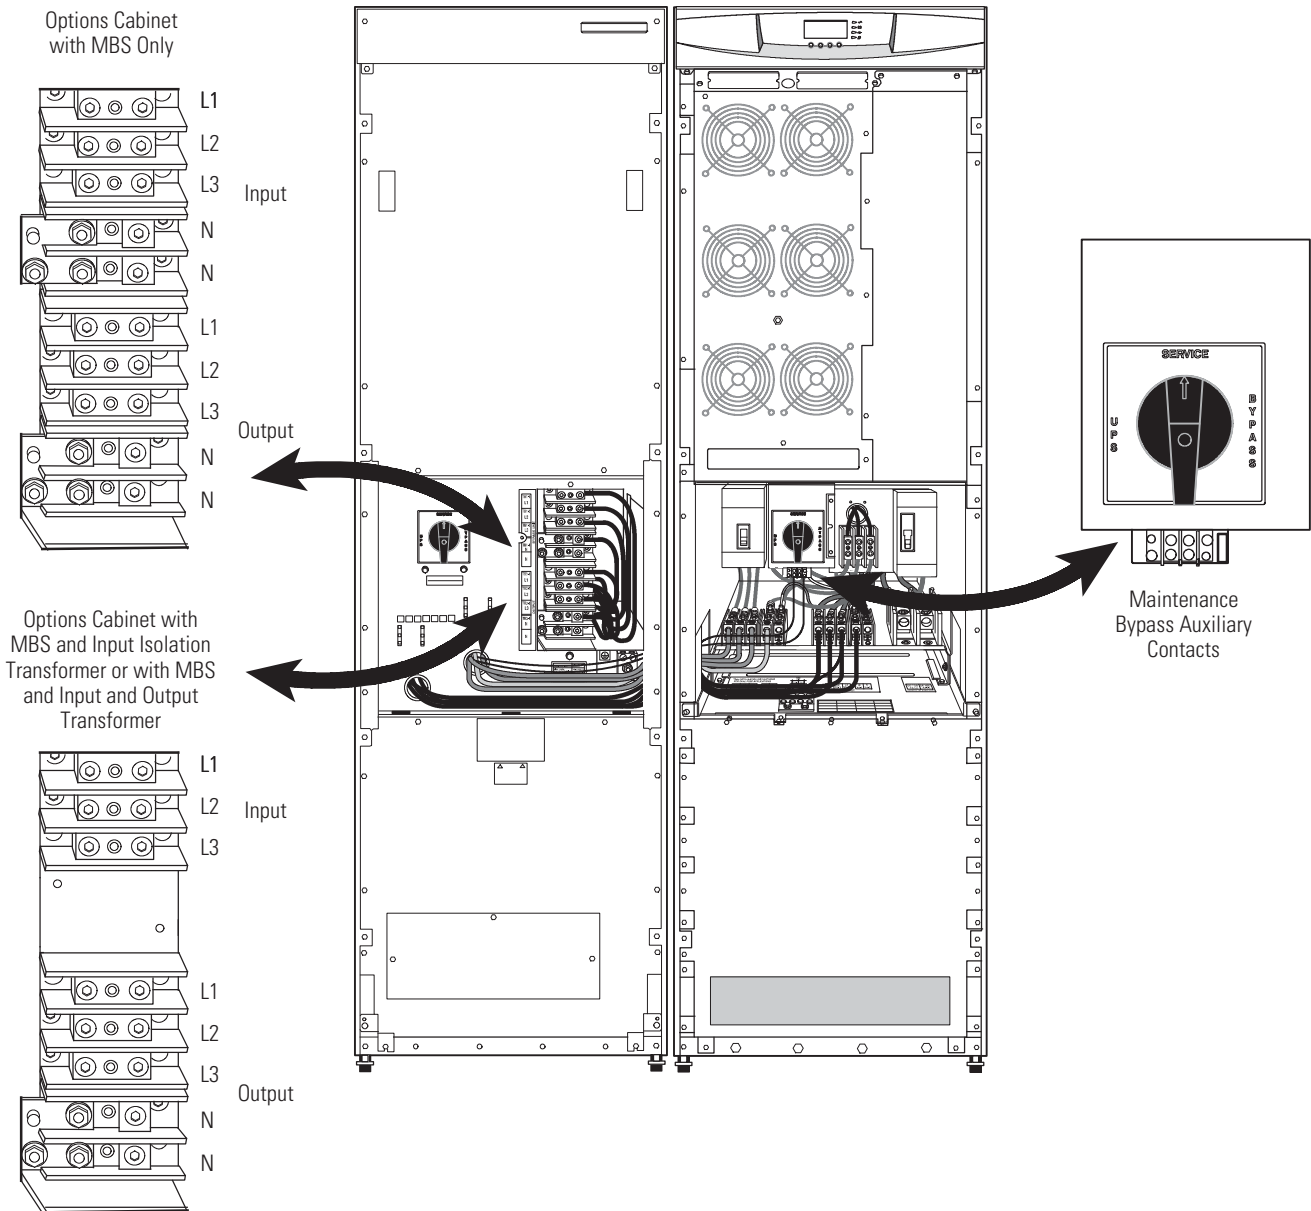 Options Cabinet
with MBS Only
L1
L2
L3
Input
N
N
L1
L2
L3
Output
N
N
Options Cabinet with
MBS and Input Isolation
Transformer or with MBS
and Input and Output
Transformer
L1
L2
Input
L3
L1
L2
L3
Output
N
N
SERVICE
UPS
BYPASS
Maintenance
Bypass Auxiliary
Contacts